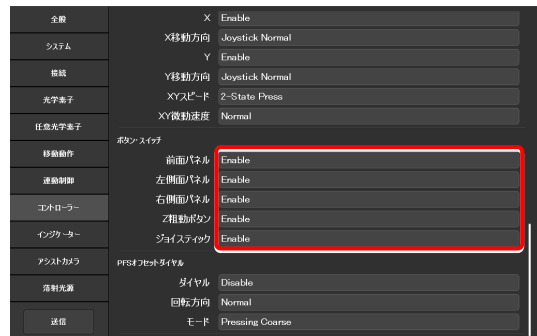 全般
システム
接続
光学素子
任意光学素子
移動動作
連動制御
コントローラー
インジケーター
アシストカメラ
落射光源
送信
X Enable
X移動方向 Joystick Normal
Y Enable
Y移動方向 Joystick Normal
XYスピード 2-State Press
XY微動速度 Normal
ボタン・スイッチ
前面パネル Enable
左側面パネル Enable
右側面パネル Enable
Z粗動ボタン Enable
ジョイスティック Enable
PFSオフセットダイヤル
ダイヤル Disable
回転方向 Normal
モード Pressing Coarse